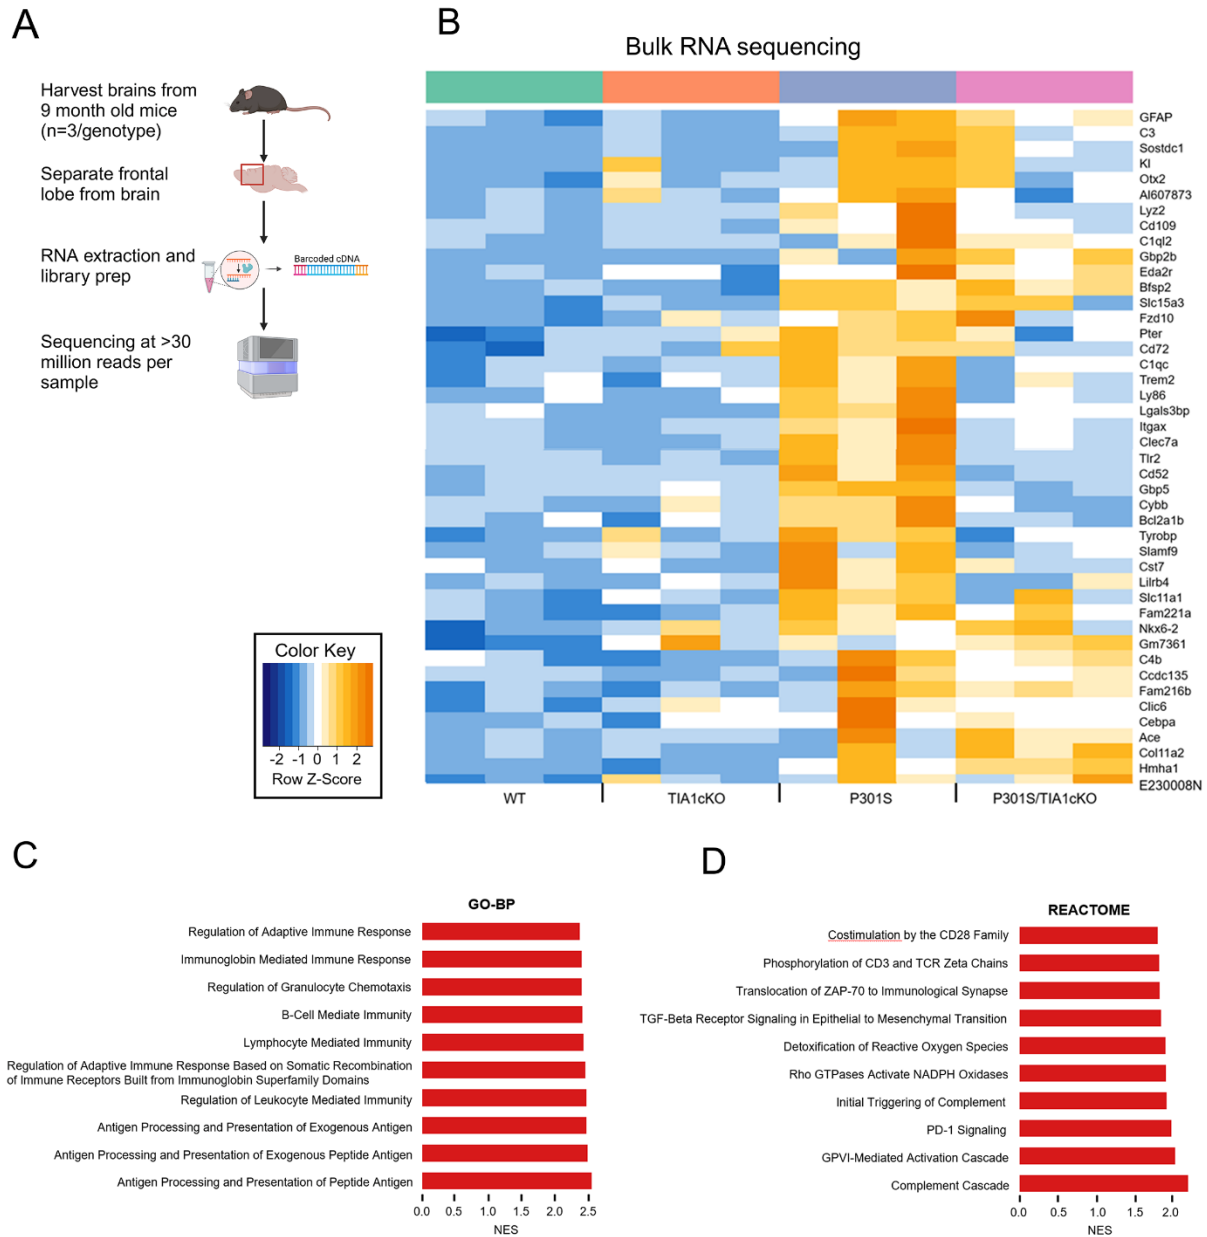 A
Harvest brains from
9 month old mice
(n=3/genotype)
Separate frontal
lobe from brain
RNA extraction and
library prep
Barcoded cDNA
Sequencing at >30
million reads per
sample
B
Bulk RNA sequencing
GFAP
C3
Sostdc1
Kl
Otx2
AI607873
Lyz2
Cd109
C1ql2
Gbp2b
Eda2r
Bfsp2
Slc15a3
Fzd10
Pter
Cd72
C1qc
Trem2
Ly86
Lgals3bp
Itgax
Clec7a
Tlr2
Cd52
Gbp5
Cybb
Bcl2a1b
Tyrobp
Slamf9
Cst7
Lilrb4
Slc11a1
Fam221a
Nkx6-2
Gm7361
C4b
Ccdc135
Fam216b
Clic6
Cebpa
Ace
Col11a2
Hmha1
E230008N
WT
TIA1cKO
P301S
P301S/TIA1cKO
Color Key
-2 -1 0 1 2
Row Z-Score
C
GO-BP
Regulation of Adaptive Immune Response
Immunoglobin Mediated Immune Response
Regulation of Granulocyte Chemotaxis
B-Cell Mediate Immunity
Lymphocyte Mediated Immunity
Regulation of Adaptive Immune Response Based on Somatic Recombination
of Immune Receptors Built from Immunoglobin Superfamily Domains
Regulation of Leukocyte Mediated Immunity
Antigen Processing and Presentation of Exogenous Antigen
Antigen Processing and Presentation of Exogenous Peptide Antigen
Antigen Processing and Presentation of Peptide Antigen
0.0 0.5 1.0 1.5 2.0 2.5
NES
D
REACTOME
Costimulation by the CD28 Family
Phosphorylation of CD3 and TCR Zeta Chains
Translocation of ZAP-70 to Immunological Synapse
TGF-Beta Receptor Signaling in Epithelial to Mesenchymal Transition
Detoxification of Reactive Oxygen Species
Rho GTPases Activate NADPH Oxidases
Initial Triggering of Complement
PD-1 Signaling
GPVI-Mediated Activation Cascade
Complement Cascade
0.0 0.5 1.0 1.5 2.0
NES